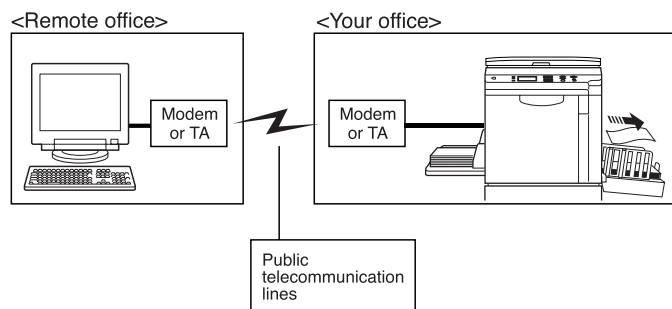 <Remote office>
<Your office>
Modem
or TA
Modem
or TA
Public
telecommunication
lines